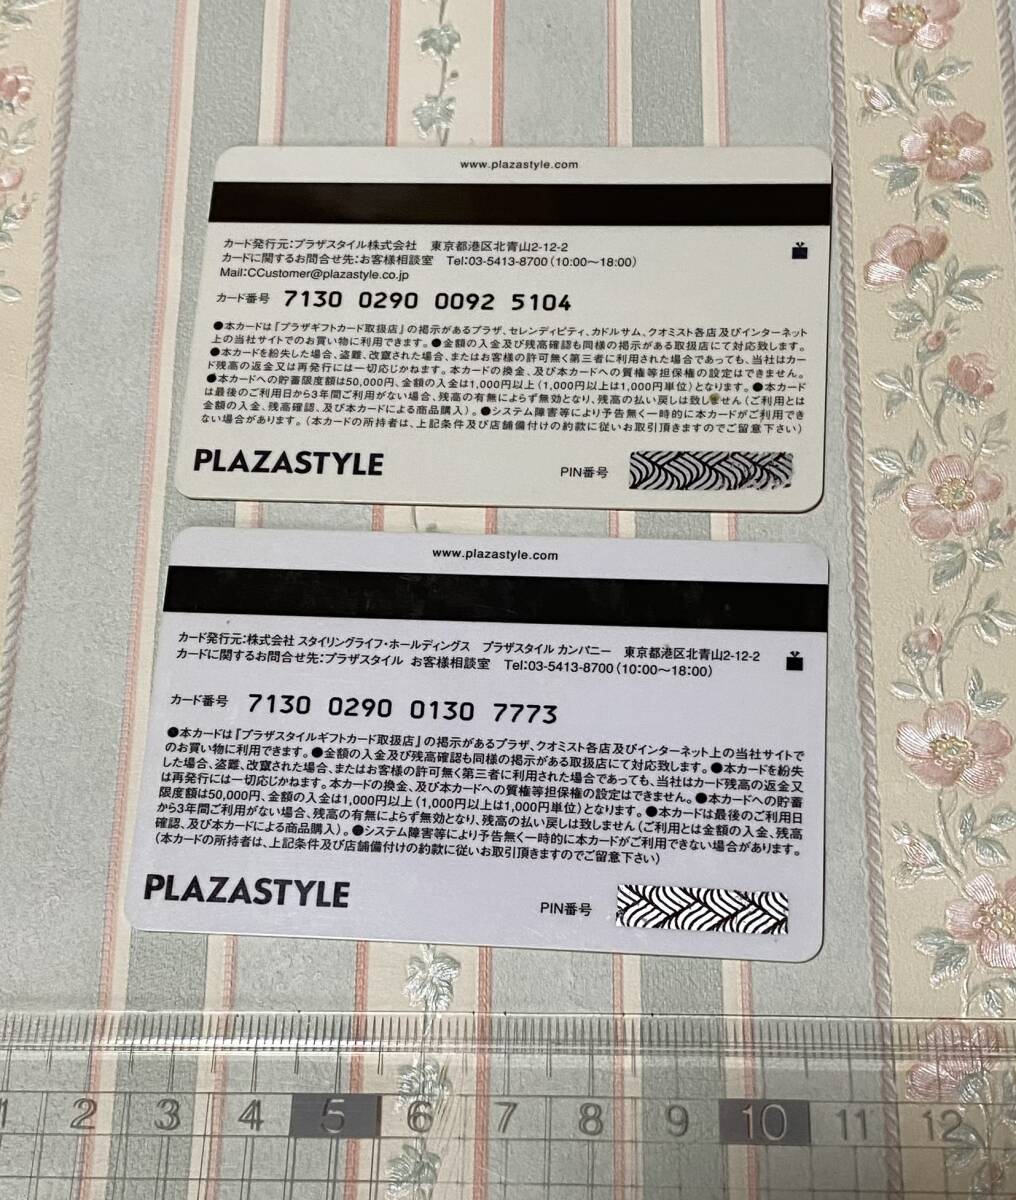 www.plazastyle.com
カード発行元:プラザスタイル株式会社 東京都港区北青山2-12-2
カードに関するお問合せ先:お客様相談室 Tel:03-5413-8700(10:00〜18:00)
Mail:CCustomer@plazastyle.co.jp
カード番号 7130 0290 0092 5104
●本カードは『プラザギフトカード取扱店』の掲示があるプラザ、セレンディピティ、カドルサム、クオミスト各店及びインターネット
上の当社サイトでのお買い物に利用できます。●金額の入金及び残高確認も同様の掲示がある取扱店にて対応致します。
●本カードを紛失した場合、盗難、改竄された場合、またはお客様の許可無く第三者に利用された場合であっても、当社はカー
ド残高の返金又は再発行には一切応じかねます。本カードの換金、及び本カードへの質権等担保権の設定はできません。
●本カードへの貯蓄限度額は50,000円、金額の入金は1,000円以上(1,000円以上は1,000円単位)となります。●本カード
は最後のご利用日から3年間ご利用がない場合、残高の有無によらず無効となり、残高の払い戻しは致しません(ご利用とは
金額の入金、残高確認、及び本カードによる商品購入)。●システム障害等により予告無く一時的に本カードがご利用でき
ない場合があります。(本カードの所持者は、上記条件及び店舗備付けの約款に従いお取引頂きますのでご留意下さい)
PLAZASTYLE PIN番号
www.plazastyle.com
カード発行元:株式会社 スタイリングライフ・ホールディングス プラザスタイル カンパニー 東京都港区北青山2-12-2
カードに関するお問合せ先:プラザスタイル お客様相談室 Tel:03-5413-8700(10:00〜18:00)
カード番号 7130 0290 0130 7773
●本カードは『プラザスタイルギフトカード取扱店』の掲示があるプラザ、クオミスト各店及びインターネット上の当社サイトで
のお買い物に利用できます。●金額の入金及び残高確認も同様の掲示がある取扱店にて対応致します。●本カードを紛失
した場合、盗難、改竄された場合、またはお客様の許可無く第三者に利用された場合であっても、当社はカード残高の返金又
は再発行には一切応じかねます。本カードの換金、及び本カードへの質権等担保権の設定はできません。●本カードへの貯蓄
限度額は50,000円、金額の入金は1,000円以上(1,000円以上は1,000円単位)となります。●本カードは最後のご利用日
から3年間ご利用がない場合、残高の有無によらず無効となり、残高の払い戻しは致しません(ご利用とは金額の入金、残高
確認、及び本カードによる商品購入)。●システム障害等により予告無く一時的に本カードがご利用できない場合があります。
(本カードの所持者は、上記条件及び店舗備付けの約款に従いお取引頂きますのでご留意下さい)
PLAZASTYLE PIN番号
1 2 3 4 5 6 7 8 9 10 11 12